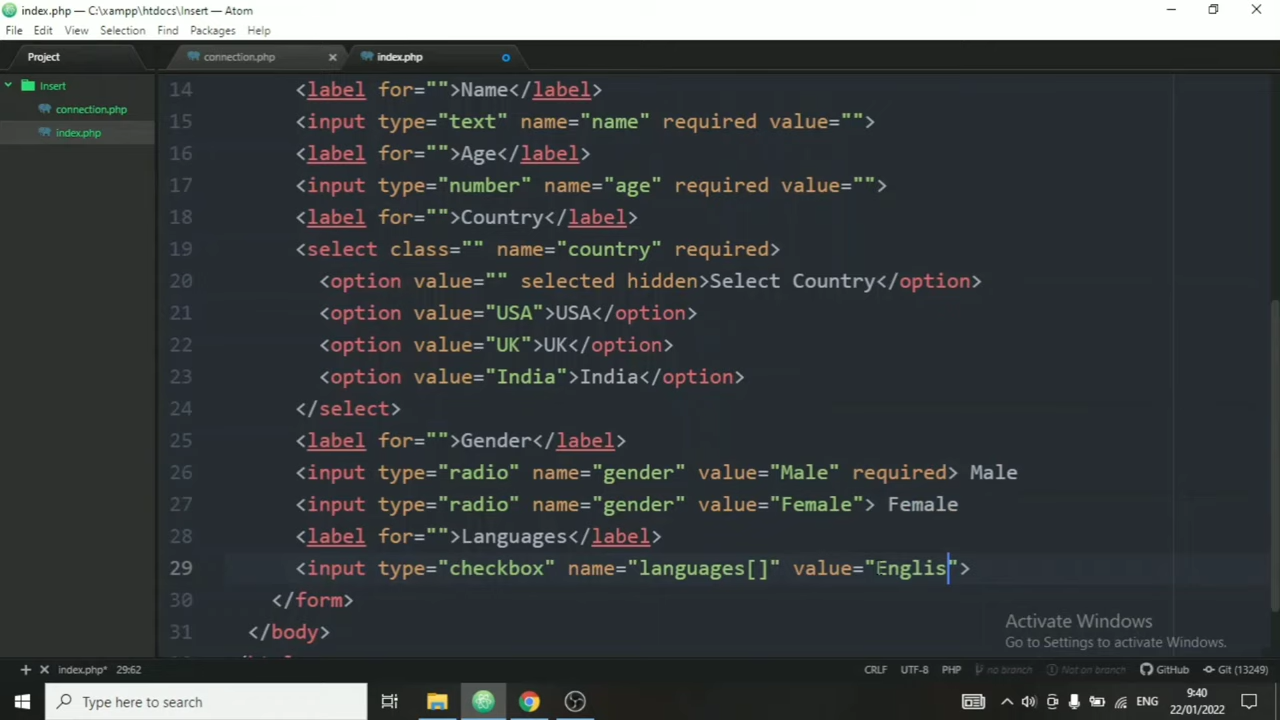 index.php — C:\xampp\htdocs\Insert — Atom
File Edit View Selection Find Packages Help
Project
connection.php
index.php
Insert
connection.php
index.php
14 <label for="">Name</label>
15 <input type="text" name="name" required value="">
16 <label for="">Age</label>
17 <input type="number" name="age" required value="">
18 <label for="">Country</label>
19 <select class="" name="country" required>
20 <option value="" selected hidden>Select Country</option>
21 <option value="USA">USA</option>
22 <option value="UK">UK</option>
23 <option value="India">India</option>
24 </select>
25 <label for="">Gender</label>
26 <input type="radio" name="gender" value="Male" required> Male
27 <input type="radio" name="gender" value="Female"> Female
28 <label for="">Languages</label>
29 <input type="checkbox" name="languages[]" value="Englis">
30 </form>
31 </body>
Activate Windows
Go to Settings to activate Windows.
index.php* 29:62 CRLF UTF-8 PHP no branch Not on branch GitHub Git (13249)
Type here to search
ENG
9:40
22/01/2022